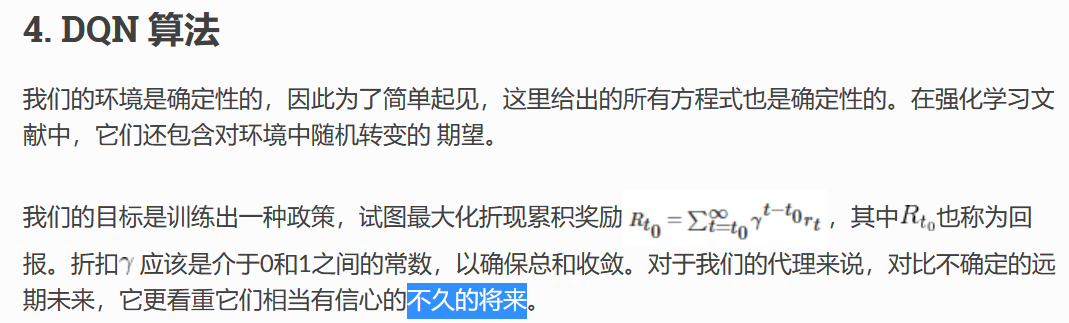 4. DQN 算法
我们的环境是确定性的，因此为了简单起见，这里给出的所有方程式也是确定性的。在强化学习文
献中，它们还包含对环境中随机转变的 期望。
我们的目标是训练出一种政策，试图最大化折现累积奖励 $R_{t_0} = \sum_{t=t_0}^{\infty} \gamma^{t-t_0} r_t$ ，其中$R_{t_0}$也称为回
报。折扣$\gamma$ 应该是介于0和1之间的常数，以确保总和收敛。对于我们的代理来说，对比不确定的远
期未来，它更看重它们相当有信心的不久的将来。